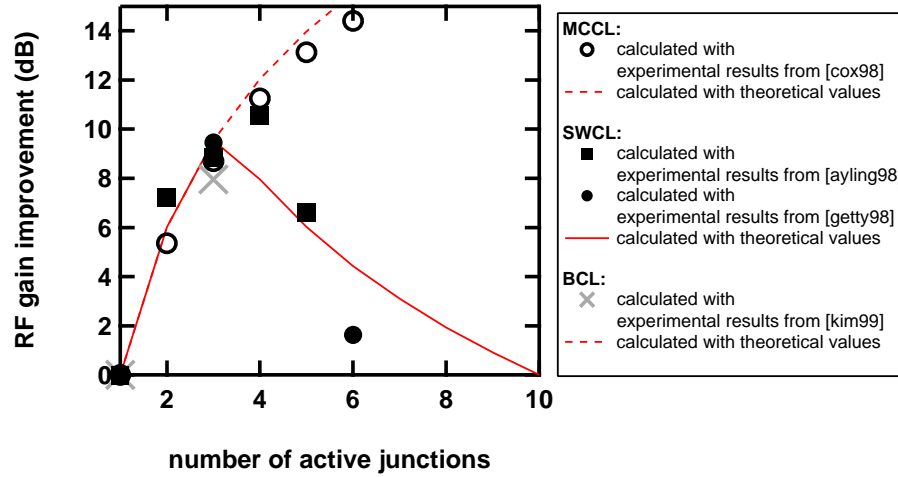 RF gain improvement (dB)
14
12
10
8
6
4
2
0
2
4
6
8
10
number of active junctions
MCCL:
calculated with
experimental results from [cox98]
calculated with theoretical values
SWCL:
calculated with
experimental results from [ayling98
calculated with
experimental results from [getty98]
calculated with theoretical values
BCL:
calculated with
experimental results from [kim99]
calculated with theoretical values